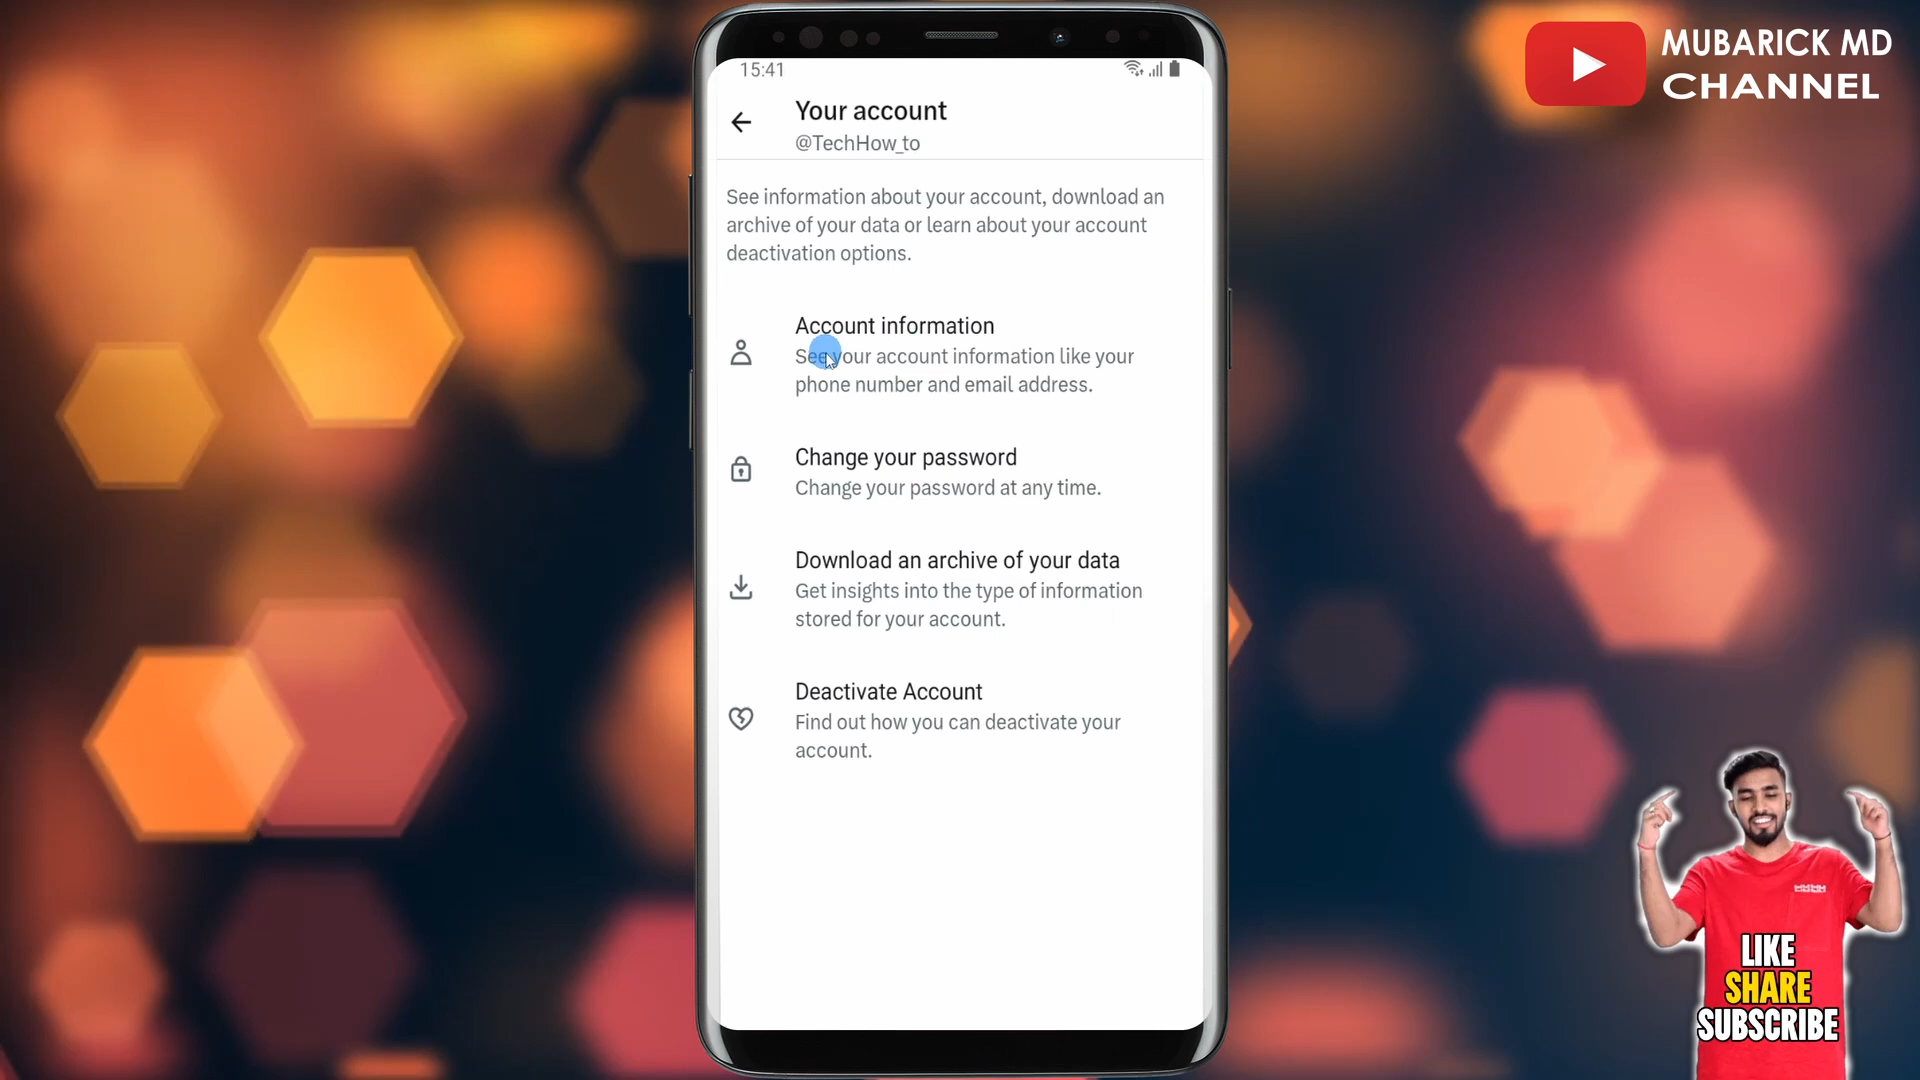 15:41
Your account
@TechHow_to
See information about your account, download an
archive of your data or learn about your account
deactivation options.
Account information
See your account information like your
phone number and email address.
Change your password
Change your password at any time.
Download an archive of your data
Get insights into the type of information
stored for your account.
Deactivate Account
Find out how you can deactivate your
account.
MUBARICK MD
CHANNEL
LIKE
SHARE
SUBSCRIBE